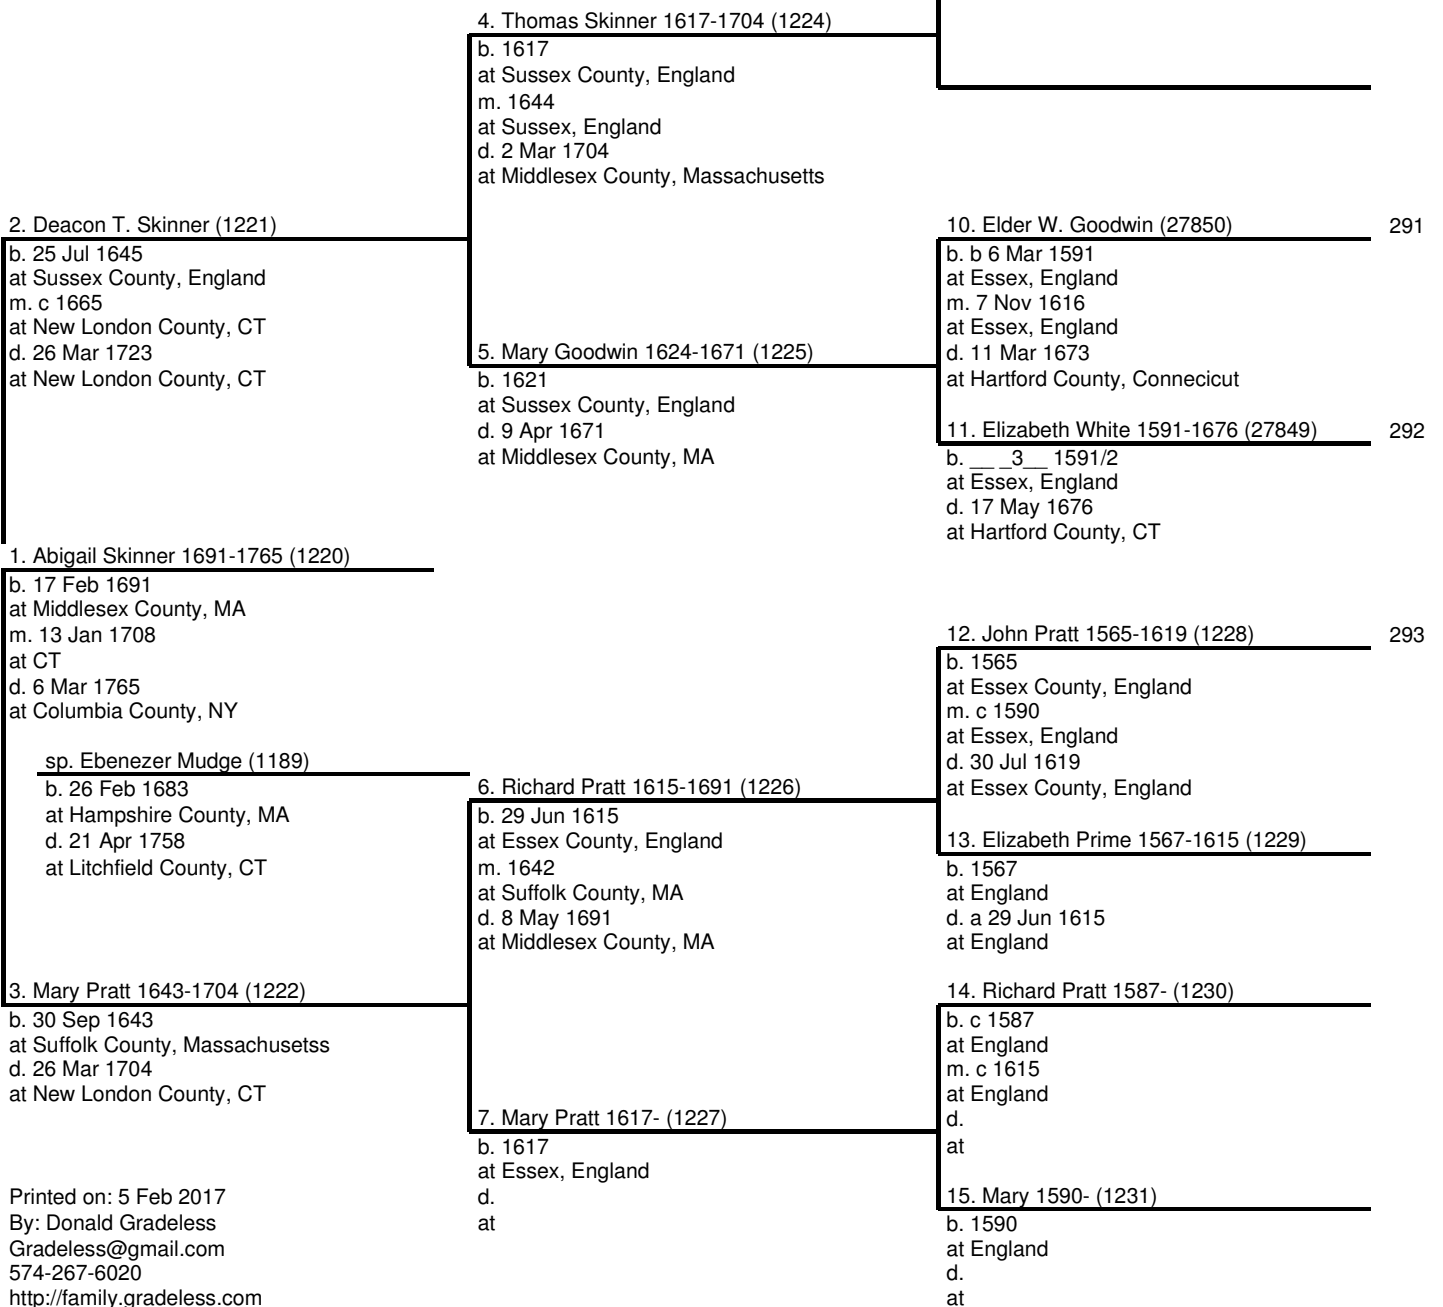 4. Thomas Skinner 1617-1704 (1224)
b. 1617
at Sussex County, England
m. 1644
at Sussex, England
d. 2 Mar 1704
at Middlesex County, Massachusetts
2. Deacon T. Skinner (1221)
b. 25 Jul 1645
at Sussex County, England
m. c 1665
at New London County, CT
d. 26 Mar 1723
at New London County, CT
10. Elder W. Goodwin (27850) 291
b. b 6 Mar 1591
at Essex, England
m. 7 Nov 1616
at Essex, England
d. 11 Mar 1673
at Hartford County, Connecicut
5. Mary Goodwin 1624-1671 (1225)
b. 1621
at Sussex County, England
d. 9 Apr 1671
at Middlesex County, MA
11. Elizabeth White 1591-1676 (27849) 292
b. __ _3__ 1591/2
at Essex, England
d. 17 May 1676
at Hartford County, CT
1. Abigail Skinner 1691-1765 (1220)
b. 17 Feb 1691
at Middlesex County, MA
m. 13 Jan 1708
at CT
d. 6 Mar 1765
at Columbia County, NY
sp. Ebenezer Mudge (1189)
b. 26 Feb 1683
at Hampshire County, MA
d. 21 Apr 1758
at Litchfield County, CT
12. John Pratt 1565-1619 (1228) 293
b. 1565
at Essex County, England
m. c 1590
at Essex, England
d. 30 Jul 1619
at Essex County, England
6. Richard Pratt 1615-1691 (1226)
b. 29 Jun 1615
at Essex County, England
m. 1642
at Suffolk County, MA
d. 8 May 1691
at Middlesex County, MA
13. Elizabeth Prime 1567-1615 (1229)
b. 1567
at England
d. a 29 Jun 1615
at England
3. Mary Pratt 1643-1704 (1222)
b. 30 Sep 1643
at Suffolk County, Massachusetss
d. 26 Mar 1704
at New London County, CT
14. Richard Pratt 1587- (1230)
b. c 1587
at England
m. c 1615
at England
d.
at
7. Mary Pratt 1617- (1227)
b. 1617
at Essex, England
d.
at
15. Mary 1590- (1231)
b. 1590
at England
d.
at
Printed on: 5 Feb 2017
By: Donald Gradeless
Gradeless@gmail.com
574-267-6020
http://family.gradeless.com